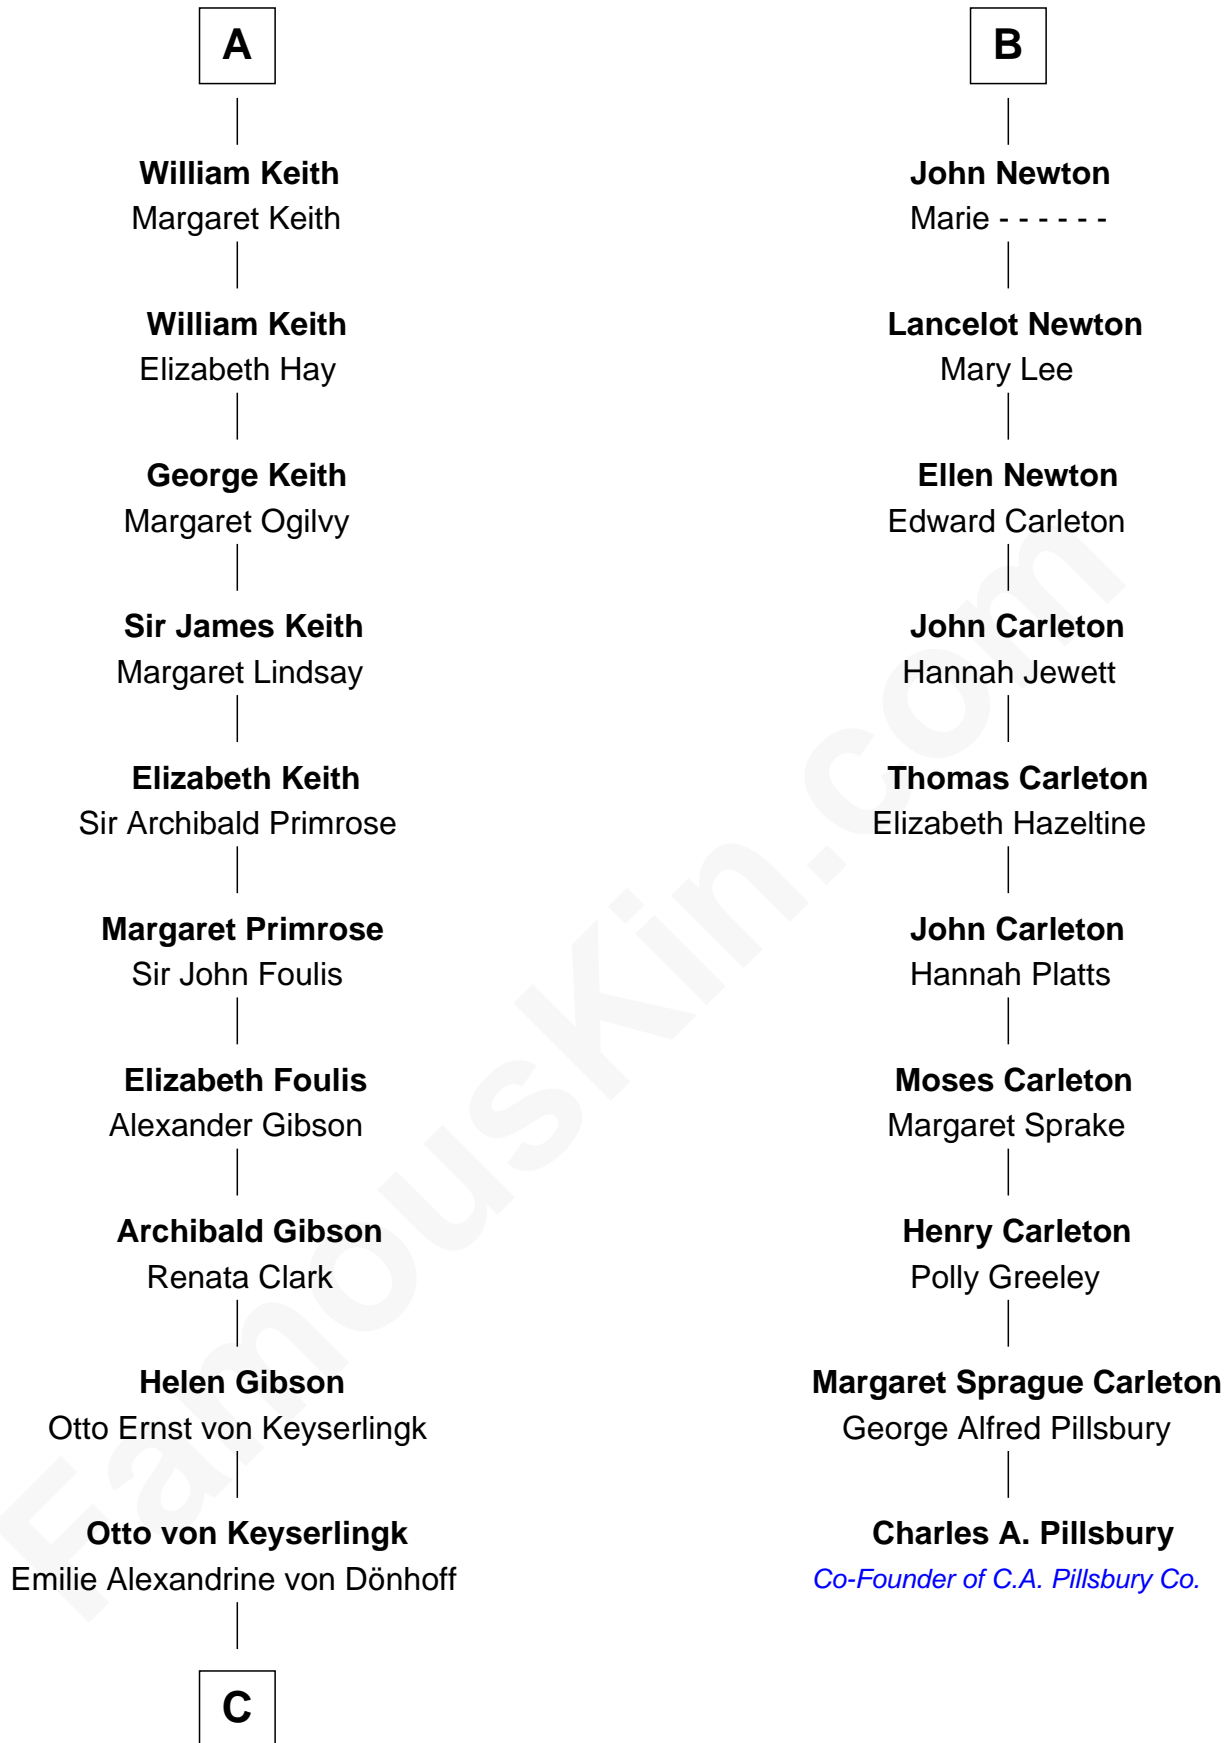 A
William Keith
Margaret Keith
William Keith
Elizabeth Hay
George Keith
Margaret Ogilvy
Sir James Keith
Margaret Lindsay
Elizabeth Keith
Sir Archibald Primrose
Margaret Primrose
Sir John Foulis
Elizabeth Foulis
Alexander Gibson
Archibald Gibson
Renata Clark
Helen Gibson
Otto Ernst von Keyserlingk
Otto von Keyserlingk
Emilie Alexandrine von Dönhoff
C
B
John Newton
Marie - - - - - -
Lancelot Newton
Mary Lee
Ellen Newton
Edward Carleton
John Carleton
Hannah Jewett
Thomas Carleton
Elizabeth Hazeltine
John Carleton
Hannah Platts
Moses Carleton
Margaret Sprake
Henry Carleton
Polly Greeley
Margaret Sprague Carleton
George Alfred Pillsbury
Charles A. Pillsbury
Co-Founder of C.A. Pillsbury Co.
FamousKin.com